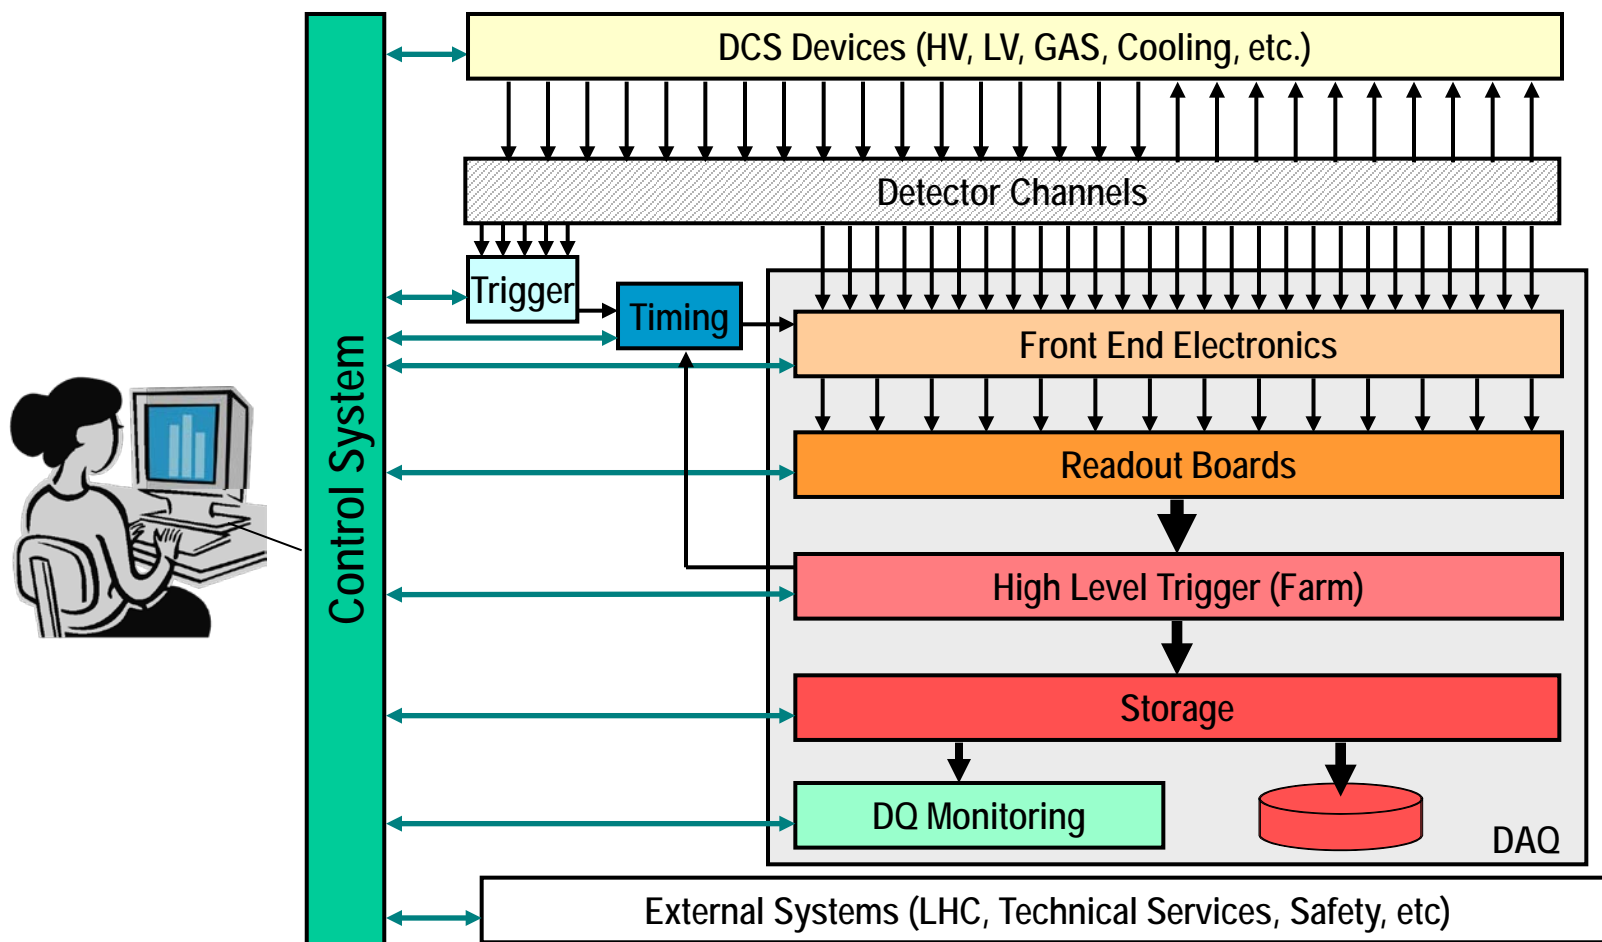 DCS Devices (HV, LV, GAS, Cooling, etc.)
Detector Channels
Trigger
Timing
Front End Electronics
Control System
Readout Boards
High Level Trigger (Farm)
Storage
DQ Monitoring
DAQ
External Systems (LHC, Technical Services, Safety, etc)